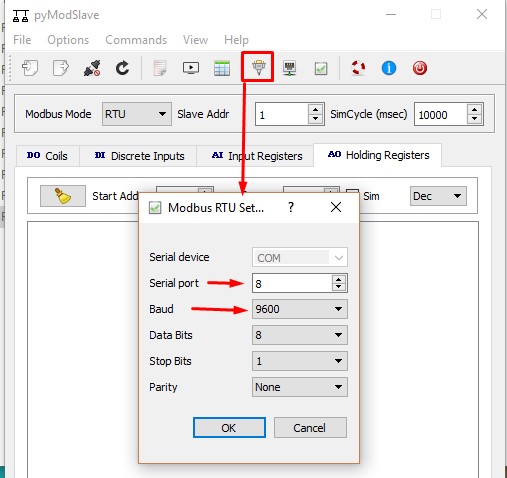 pyModSlave
File Options Commands View Help
Modbus Mode RTU Slave Addr 1 SimCycle (msec) 10000
DO Coils DI Discrete Inputs AI Input Registers AO Holding Registers
Start Add Sim Dec
Modbus RTU Set... ?
Serial device COM
Serial port 8
Baud 9600
Data Bits 8
Stop Bits 1
Parity None
OK Cancel